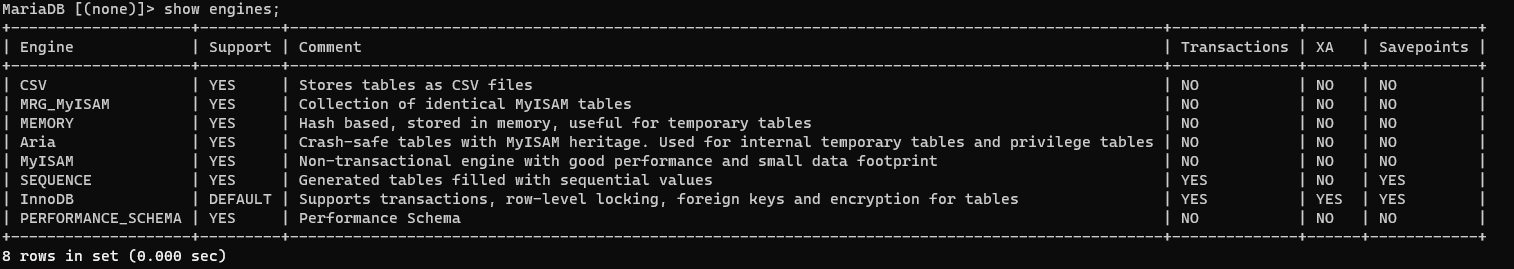 MariaDB [(none)]> show engines;
+--------------------+---------+-------------------------------------------------------------------------------------------------+--------------+------+------------+
| Engine             | Support | Comment                                                                                         | Transactions | XA   | Savepoints |
+--------------------+---------+-------------------------------------------------------------------------------------------------+--------------+------+------------+
| CSV                | YES     | Stores tables as CSV files                                                                      | NO           | NO   | NO         |
| MRG_MyISAM         | YES     | Collection of identical MyISAM tables                                                           | NO           | NO   | NO         |
| MEMORY             | YES     | Hash based, stored in memory, useful for temporary tables                                       | NO           | NO   | NO         |
| Aria               | YES     | Crash-safe tables with MyISAM heritage. Used for internal temporary tables and privilege tables | NO           | NO   | NO         |
| MyISAM             | YES     | Non-transactional engine with good performance and small data footprint                         | NO           | NO   | NO         |
| SEQUENCE           | YES     | Generated tables filled with sequential values                                                  | YES          | NO   | YES        |
| InnoDB             | DEFAULT | Supports transactions, row-level locking, foreign keys and encryption for tables                | YES          | YES  | YES        |
| PERFORMANCE_SCHEMA | YES     | Performance Schema                                                                              | NO           | NO   | NO         |
+--------------------+---------+-------------------------------------------------------------------------------------------------+--------------+------+------------+
8 rows in set (0.000 sec)